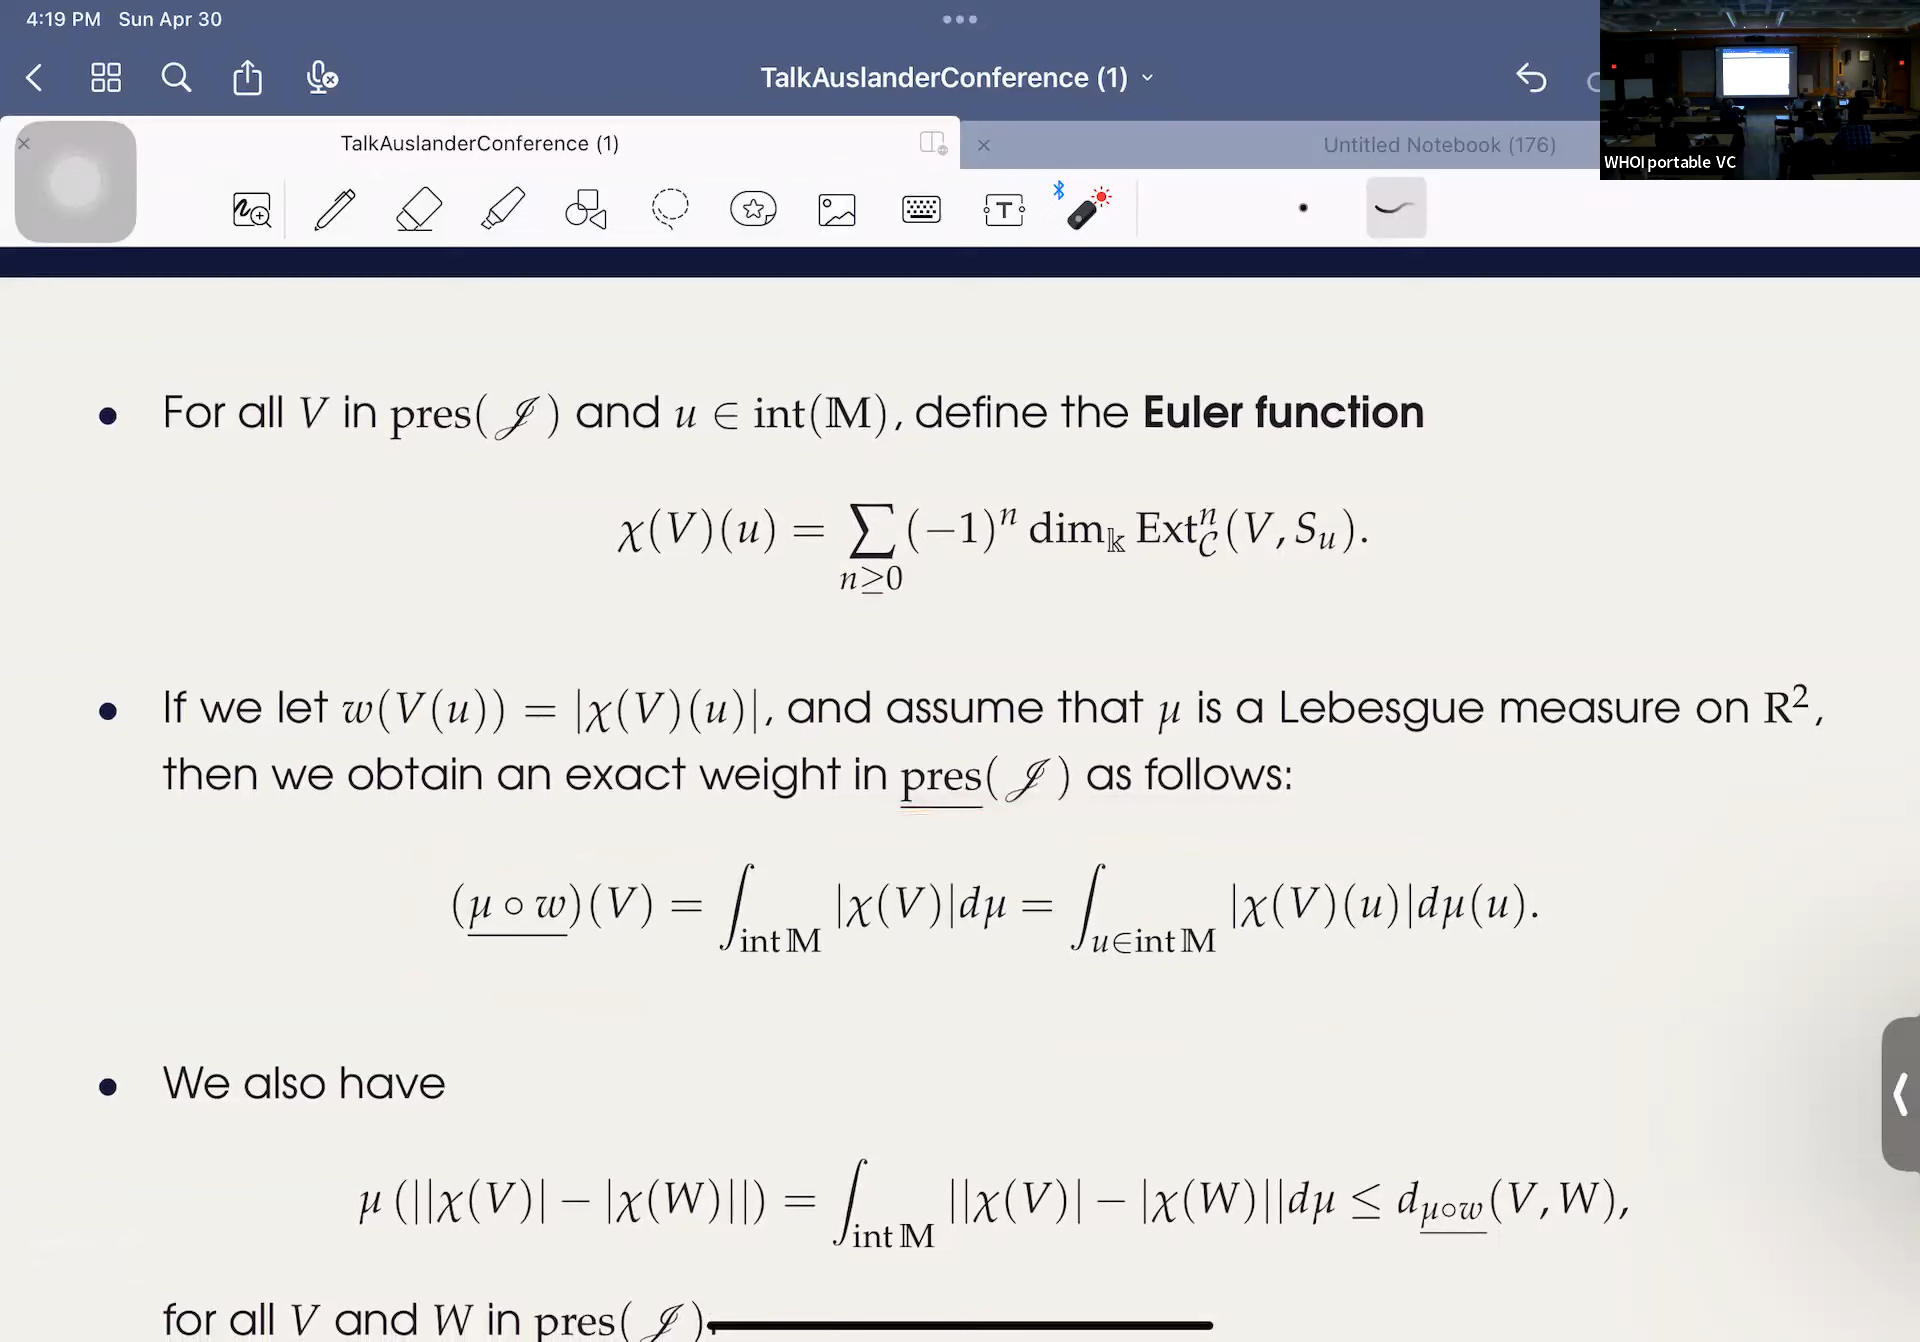 4:19 PM Sun Apr 30
TalkAuslanderConference (1)
TalkAuslanderConference (1)
Untitled Notebook (176)
WHOI portable VC
T
• For all V in pres(𝒥) and u ∈ int(𝕄), define the Euler function
χ(V)(u) = ∑_{n≥0} (−1)^n dim_𝕜 Ext^n_𝒞(V, S_u).
• If we let w(V(u)) = |χ(V)(u)|, and assume that μ is a Lebesgue measure on R²,
then we obtain an exact weight in pres(𝒥) as follows:
(μ ∘ w)(V) = ∫_{int 𝕄} |χ(V)|dμ = ∫_{u∈int 𝕄} |χ(V)(u)|dμ(u).
• We also have
μ (||χ(V)| − |χ(W)||) = ∫_{int 𝕄} ||χ(V)| − |χ(W)||dμ ≤ d_{μ∘w}(V, W),
for all V and W in pres(𝒥).